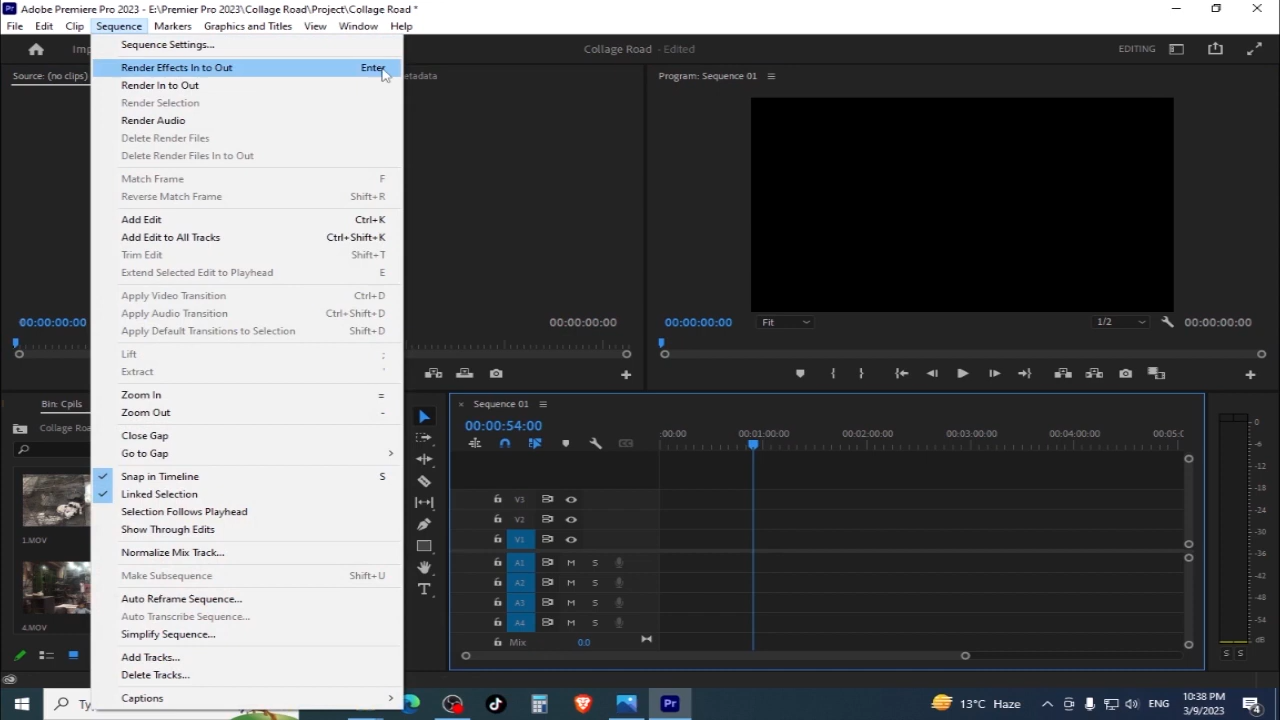 Adobe Premiere Pro 2023 - E:\Premier Pro 2023\Collage Road\Project\Collage Road *
File Edit Clip Sequence Markers Graphics and Titles View Window Help
Collage Road - Edited
EDITING
Source: (no clips)
etadata
Program: Sequence 01
Sequence Settings...
Render Effects In to Out Enter
Render In to Out
Render Selection
Render Audio
Delete Render Files
Delete Render Files In to Out
Match Frame F
Reverse Match Frame Shift+R
Add Edit Ctrl+K
Add Edit to All Tracks Ctrl+Shift+K
Trim Edit Shift+T
Extend Selected Edit to Playhead E
Apply Video Transition Ctrl+D
Apply Audio Transition Ctrl+Shift+D
Apply Default Transitions to Selection Shift+D
Lift ;
Extract '
Zoom In =
Zoom Out -
Close Gap
Go to Gap
Snap in Timeline S
Linked Selection
Selection Follows Playhead
Show Through Edits
Normalize Mix Track...
Make Subsequence Shift+U
Auto Reframe Sequence...
Auto Transcribe Sequence...
Simplify Sequence...
Add Tracks...
Delete Tracks...
Captions
00:00:00:00
00:00:00:00
00:00:00:00 Fit 1/2 00:00:00:00
Bin: Cpils
Collage Roa
1.MOV
4.MOV
Sequence 01
00:00:54:00
:00:00 00:01:00:00 00:02:00:00 00:03:00:00 00:04:00:00 00:05:0
V3
V2
V1
A1 M S
A2 M S
A3 M S
A4 M S
Mix 0.0
0
-6
-12
-18
-24
-30
-36
-42
-48
-54
dB
S S
13°C Haze
ENG
10:38 PM
3/9/2023
4